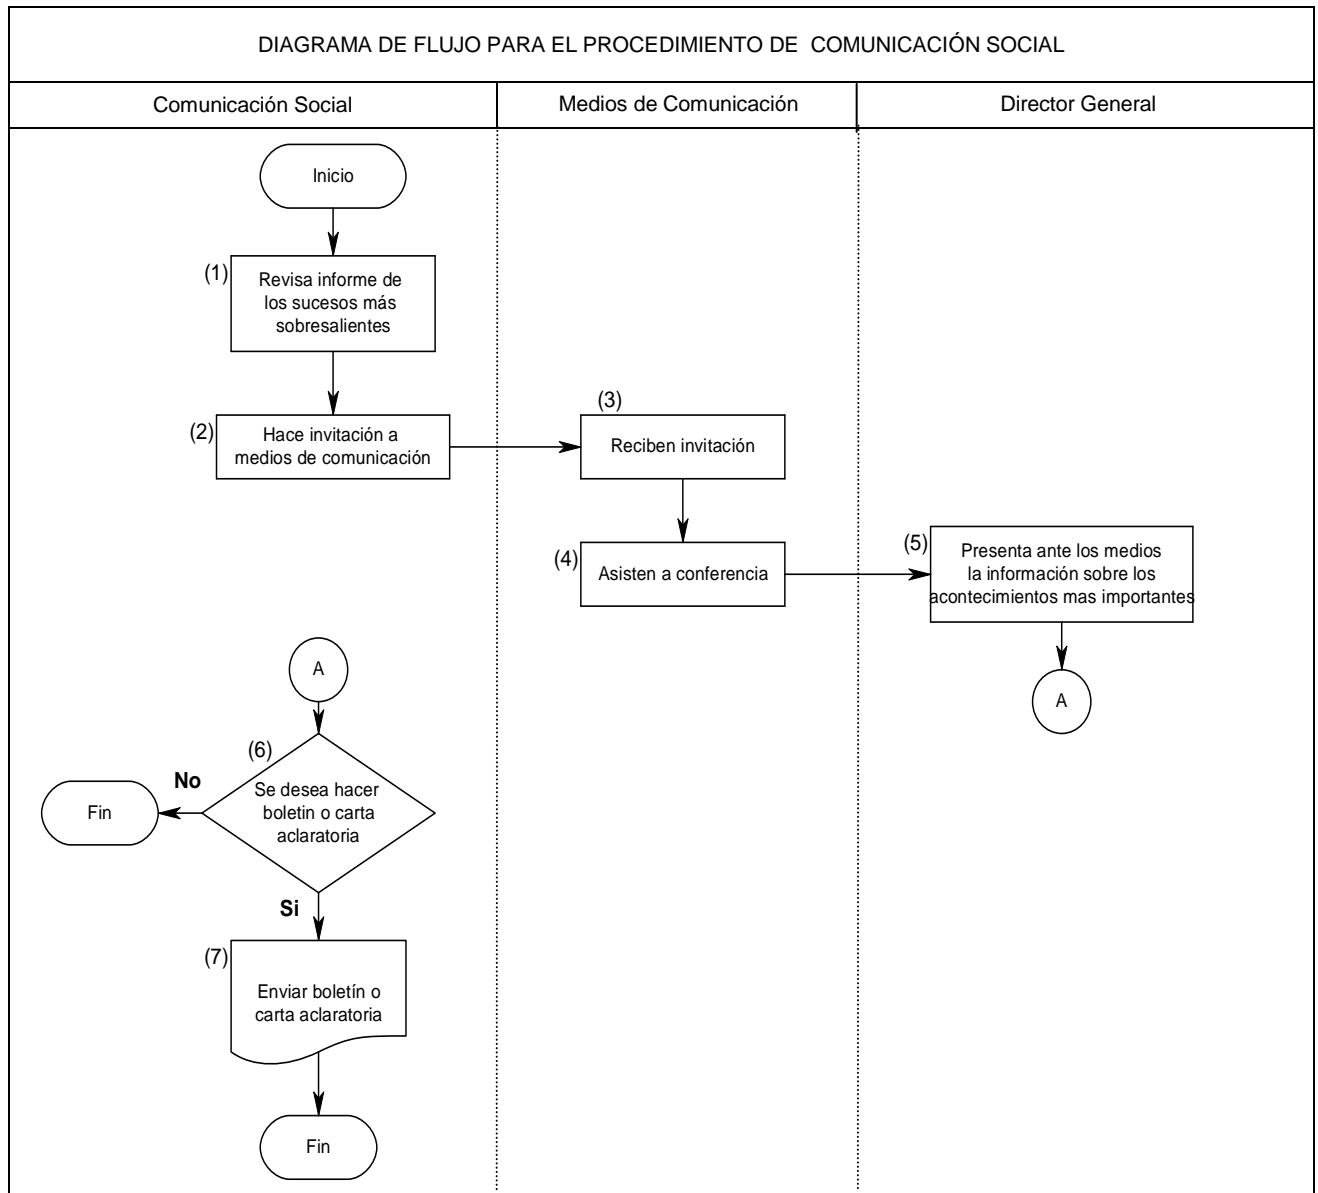 DIAGRAMA DE FLUJO PARA EL PROCEDIMIENTO DE COMUNICACIÓN SOCIAL
Comunicación Social
Medios de Comunicación
Director General
Inicio
(1)
Revisa informe de
los sucesos más
sobresalientes
(2)
Hace invitación a
medios de comunicación
(3)
Reciben invitación
(4)
Asisten a conferencia
(5)
Presenta ante los medios
la información sobre los
acontecimientos mas importantes
A
A
(6)
Se desea hacer
boletin o carta
aclaratoria
No
Fin
Si
(7)
Enviar boletín o
carta aclaratoria
Fin